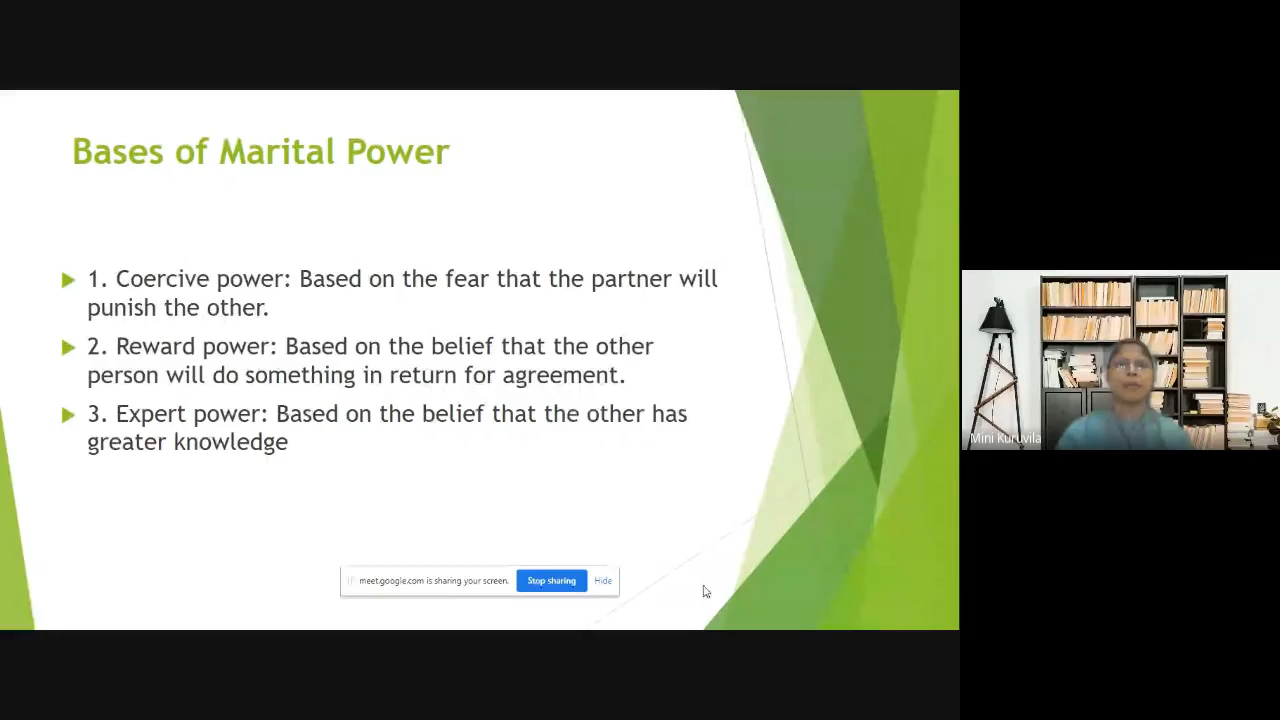 Bases of Marital Power
1. Coercive power: Based on the fear that the partner will
punish the other.
2. Reward power: Based on the belief that the other
person will do something in return for agreement.
3. Expert power: Based on the belief that the other has
greater knowledge
meet.google.com is sharing your screen.
Stop sharing
Hide
Mini Kuruvila